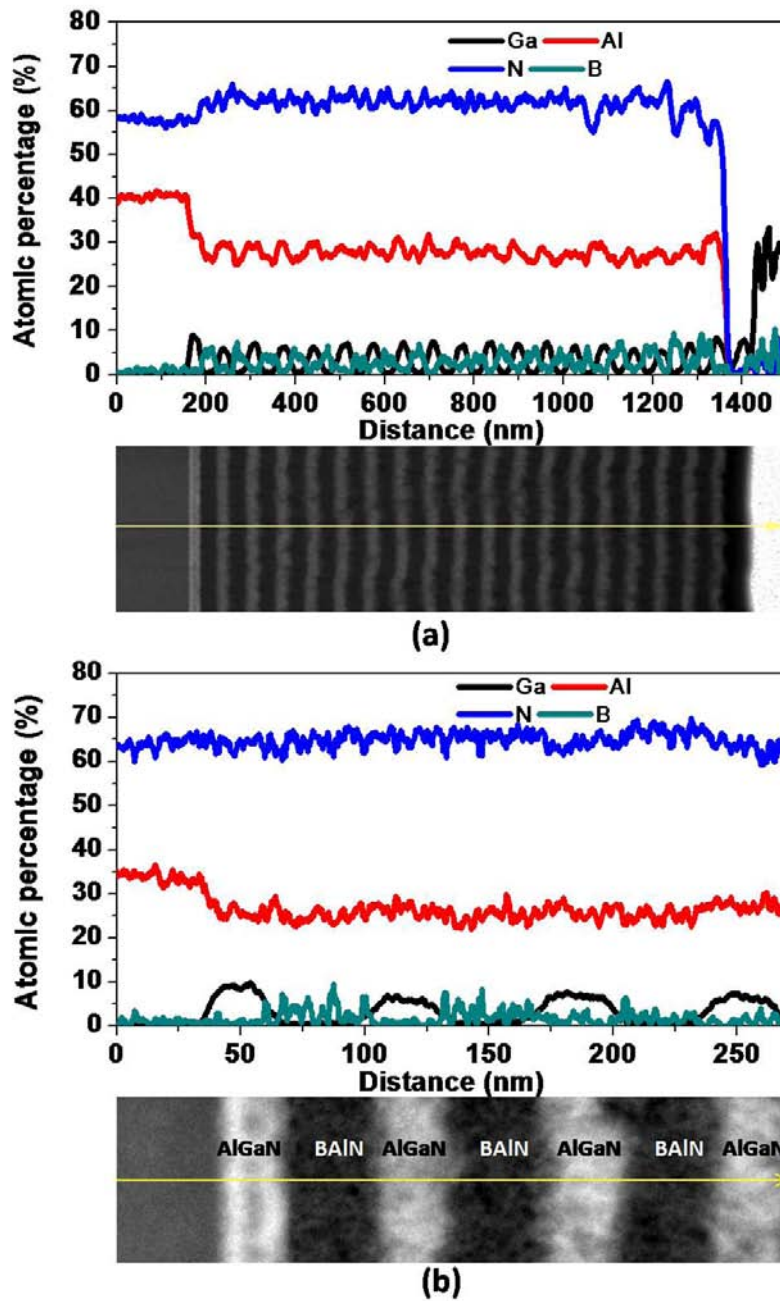 80
Ga Al
N B
70
60
50
40
30
20
10
0
Atomic percentage (%)
0 200 400 600 800 1000 1200 1400
Distance (nm)
(a)
80
Ga Al
N B
70
60
50
40
30
20
10
0
Atomic percentage (%)
0 50 100 150 200 250
Distance (nm)
AlGaN BAlN AlGaN BAlN AlGaN BAlN AlGaN
(b)